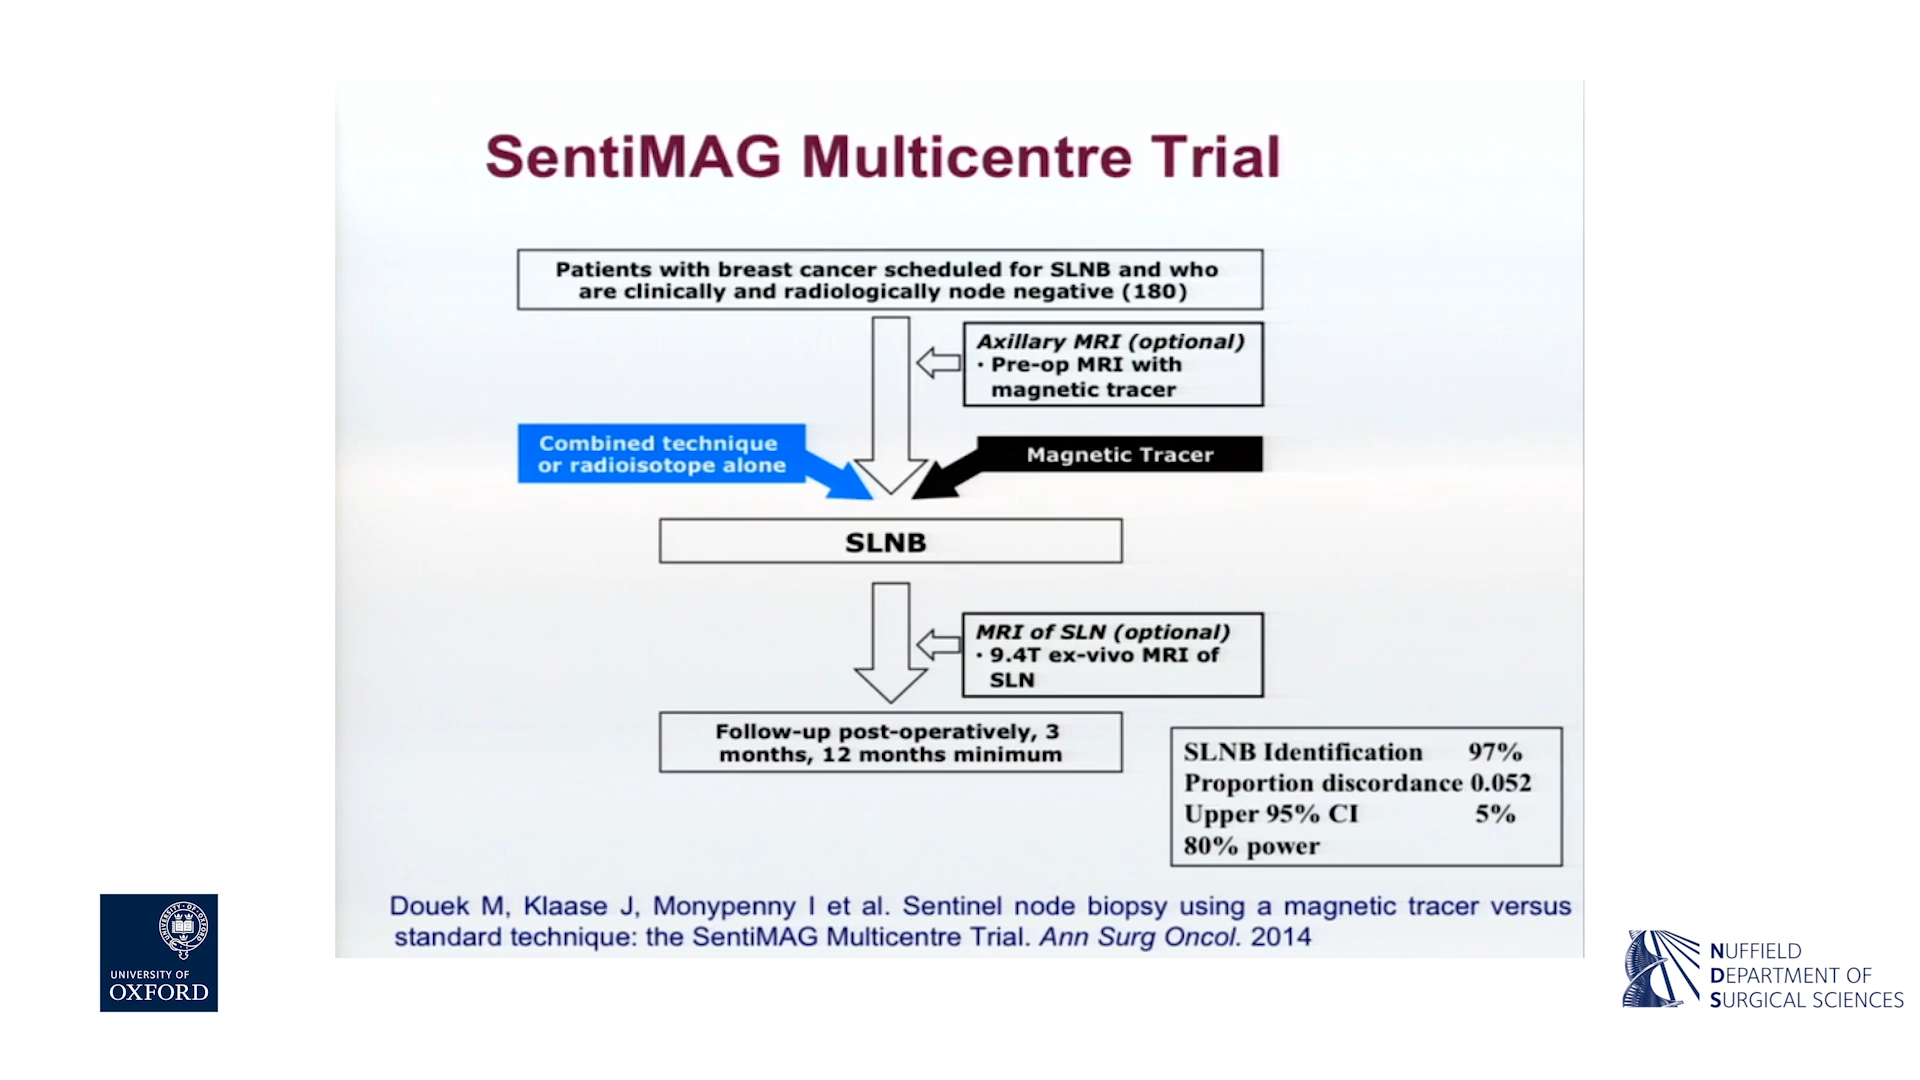 SentiMAG Multicentre Trial
Patients with breast cancer scheduled for SLNB and who
are clinically and radiologically node negative (180)
Axillary MRI (optional)
· Pre-op MRI with
magnetic tracer
Combined technique
or radioisotope alone
Magnetic Tracer
SLNB
MRI of SLN (optional)
· 9.4T ex-vivo MRI of
SLN
Follow-up post-operatively, 3
months, 12 months minimum
SLNB Identification 97%
Proportion discordance 0.052
Upper 95% CI 5%
80% power
Douek M, Klaase J, Monypenny I et al. Sentinel node biopsy using a magnetic tracer versus
standard technique: the SentiMAG Multicentre Trial. Ann Surg Oncol. 2014
UNIVERSITY OF
OXFORD
NUFFIELD
DEPARTMENT OF
SURGICAL SCIENCES